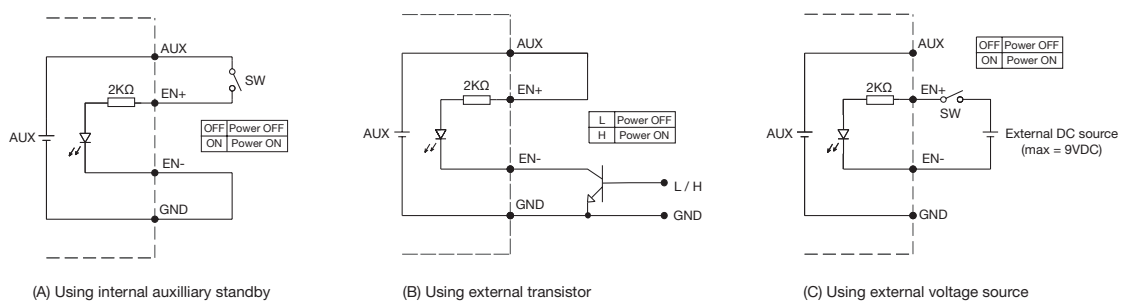 AUX
SW
2KΩ
EN+
AUX
OFF Power OFF
ON Power ON
EN-
GND
(A) Using internal auxilliary standby
AUX
2KΩ
EN+
AUX
L Power OFF
H Power ON
EN-
L / H
GND
GND
(B) Using external transistor
AUX
OFF Power OFF
ON Power ON
2KΩ
EN+
SW
AUX
External DC source
(max = 9VDC)
EN-
GND
(C) Using external voltage source